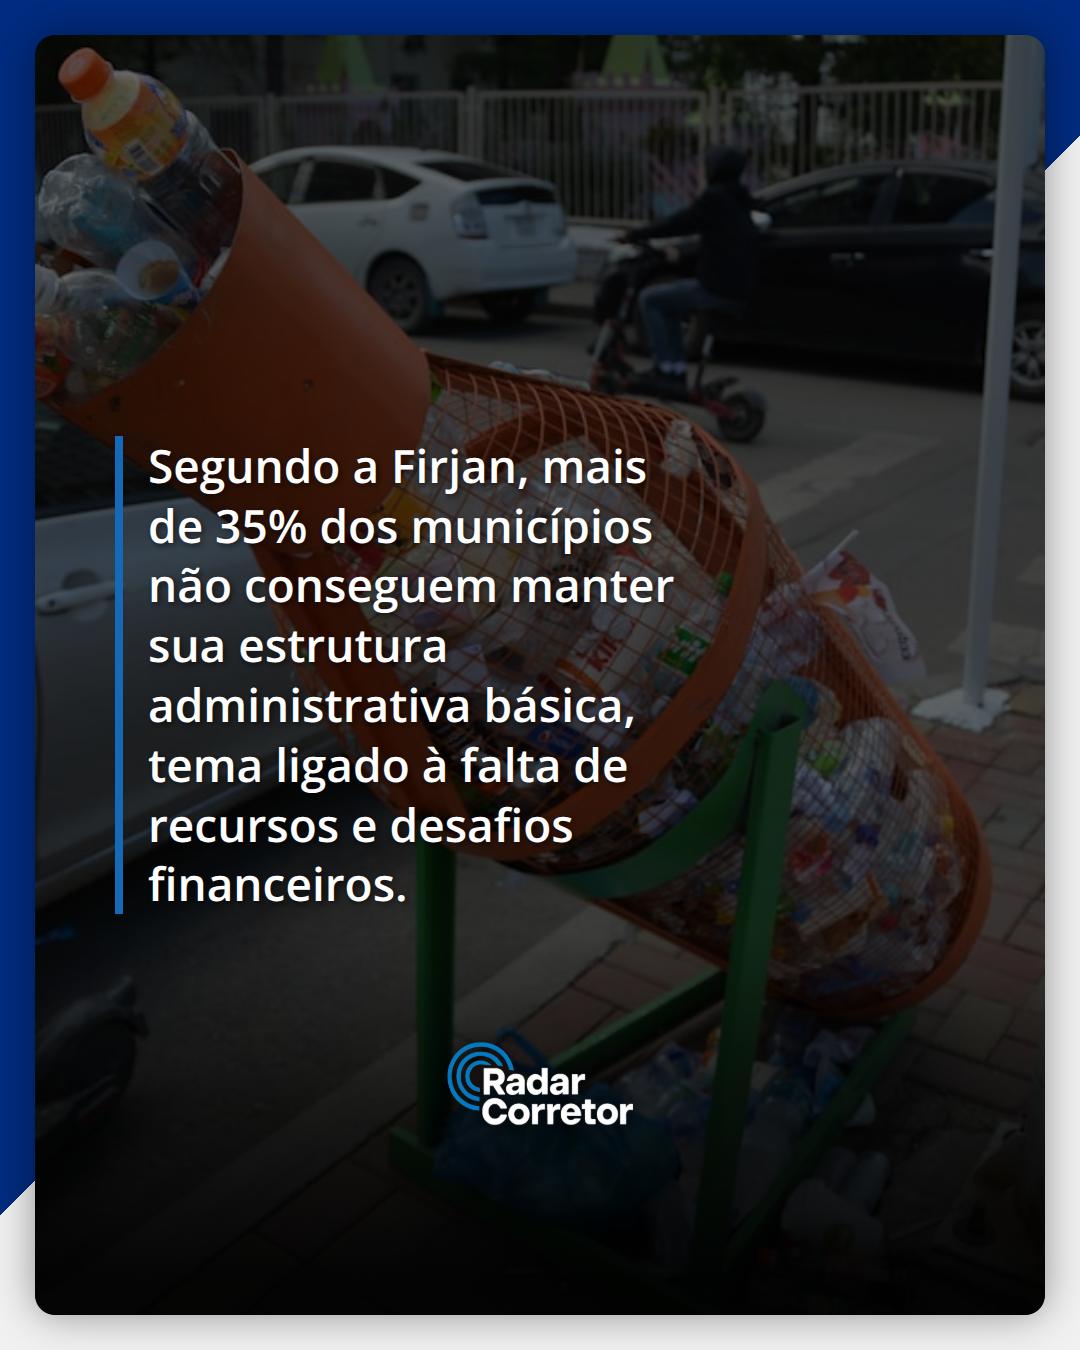 Segundo a Firjan, mais
de 35% dos municípios
não conseguem manter
sua estrutura
administrativa básica,
tema ligado à falta de
recursos e desafios
financeiros.
Radar
Corretor